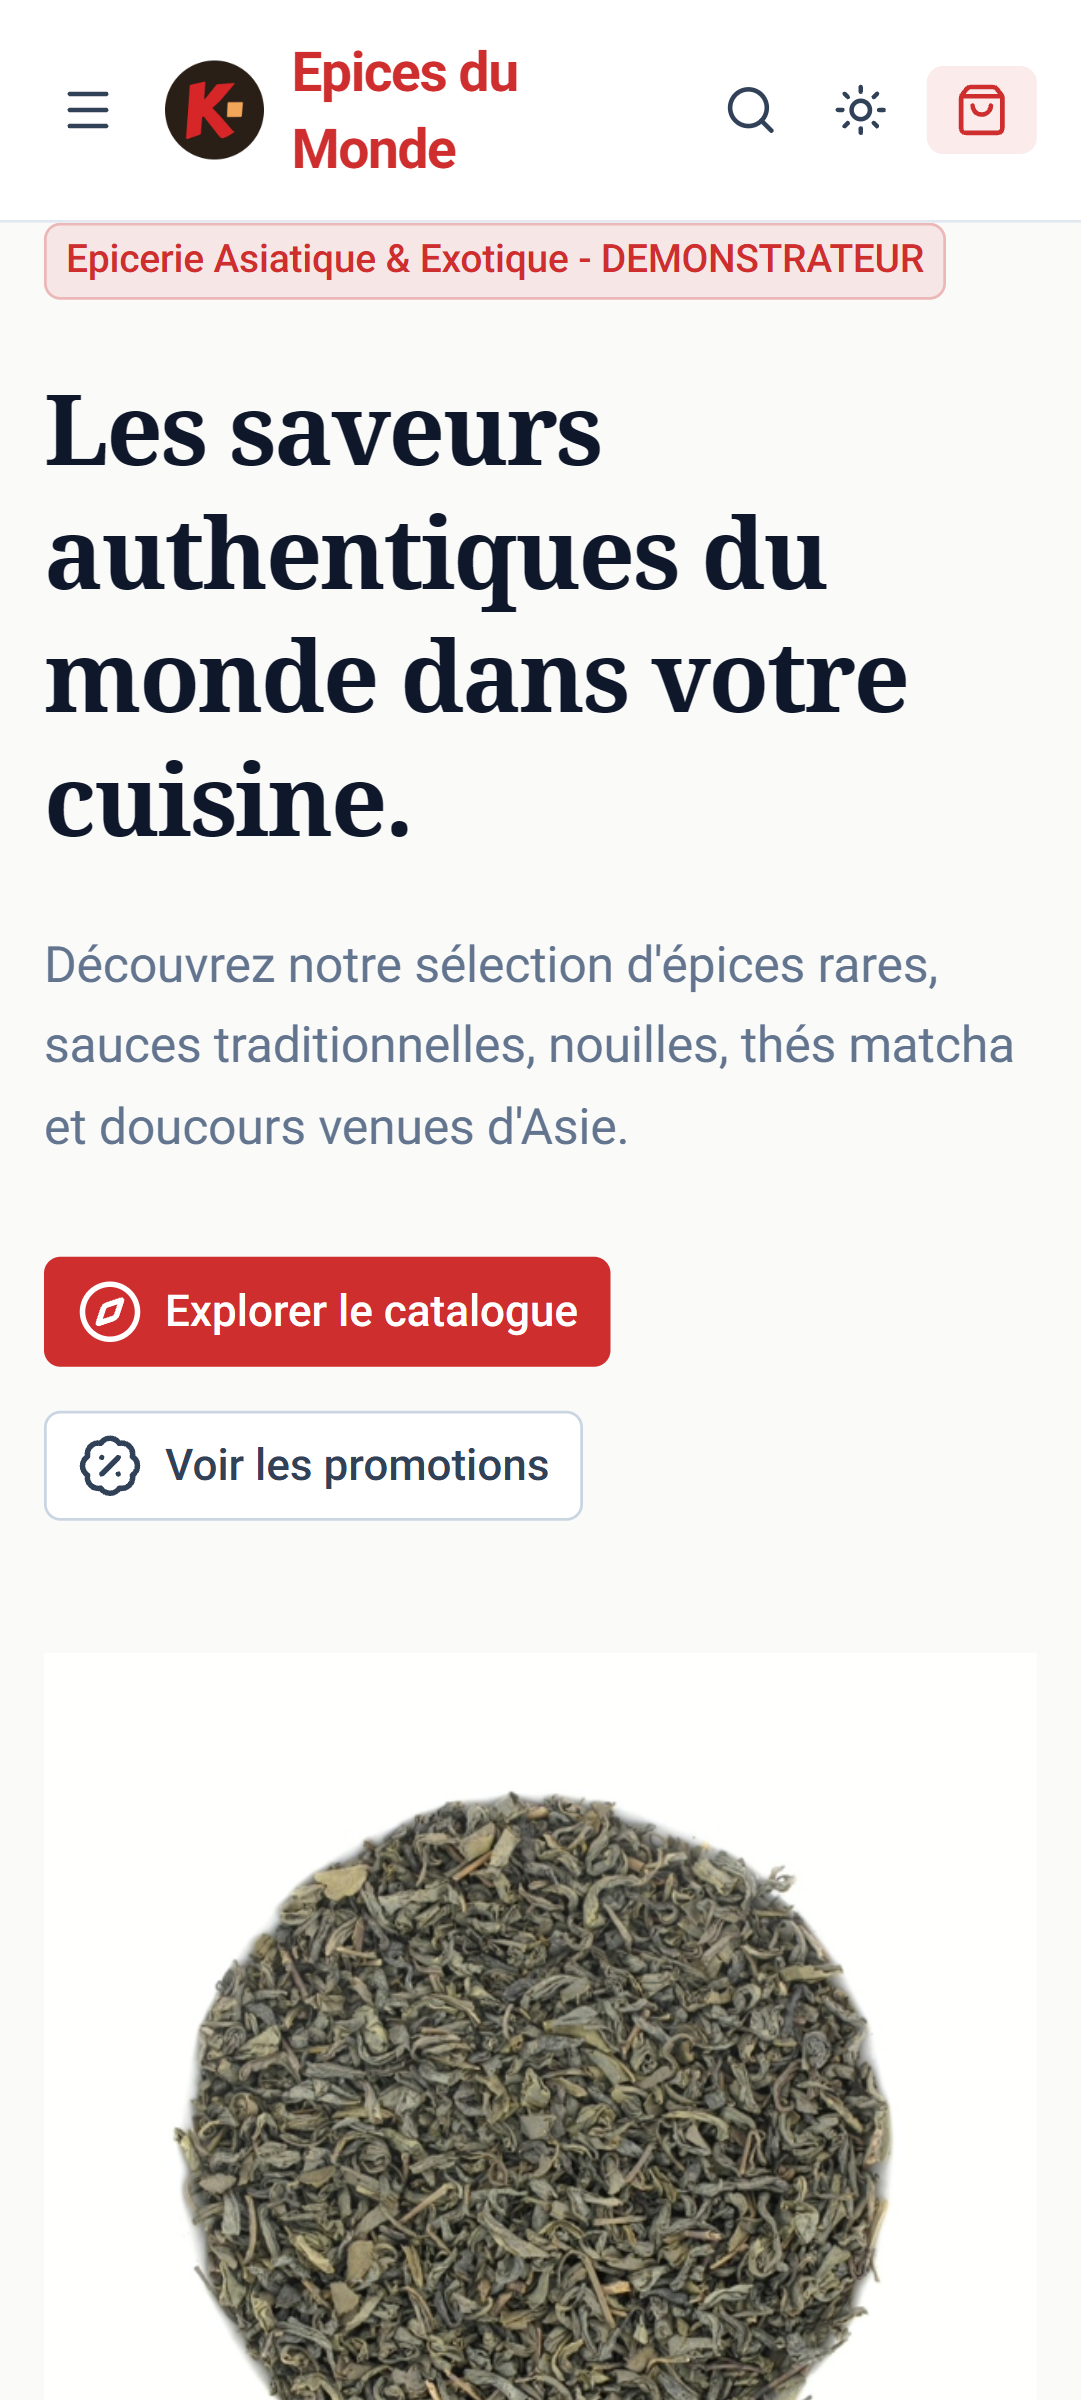 K
Epices du
Monde
Epicerie Asiatique & Exotique - DEMONSTRATEUR
Les saveurs
authentiques du
monde dans votre
cuisine.
Découvrez notre sélection d'épices rares,
sauces traditionnelles, nouilles, thés matcha
et doucours venues d'Asie.
Explorer le catalogue
Voir les promotions